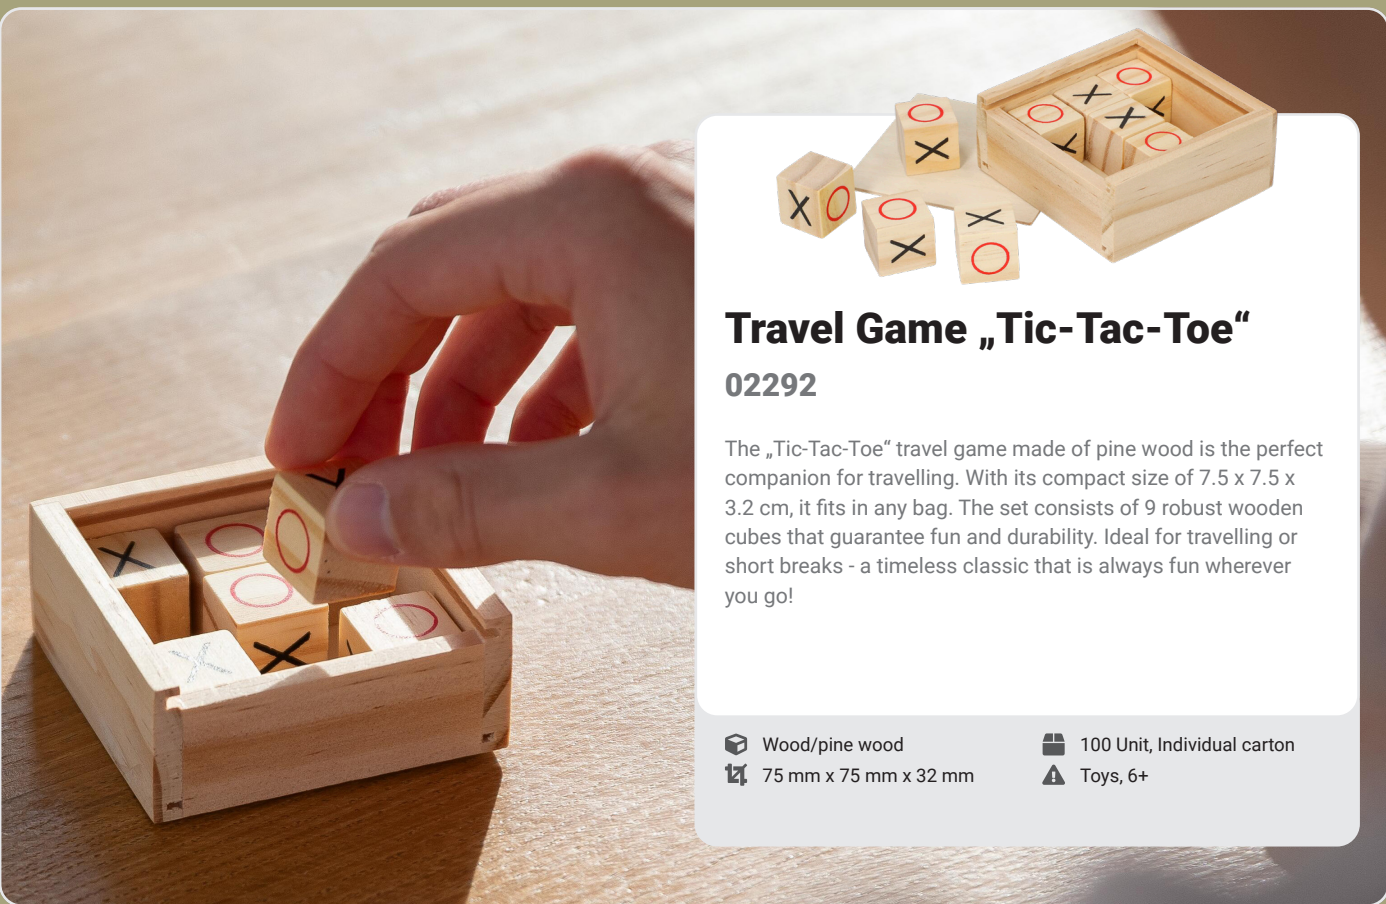 Travel Game „Tic-Tac-Toe“
02292
The „Tic-Tac-Toe“ travel game made of pine wood is the perfect
companion for travelling. With its compact size of 7.5 x 7.5 x
3.2 cm, it fits in any bag. The set consists of 9 robust wooden
cubes that guarantee fun and durability. Ideal for travelling or
short breaks - a timeless classic that is always fun wherever
you go!
Wood/pine wood
100 Unit, Individual carton
75 mm x 75 mm x 32 mm
Toys, 6+